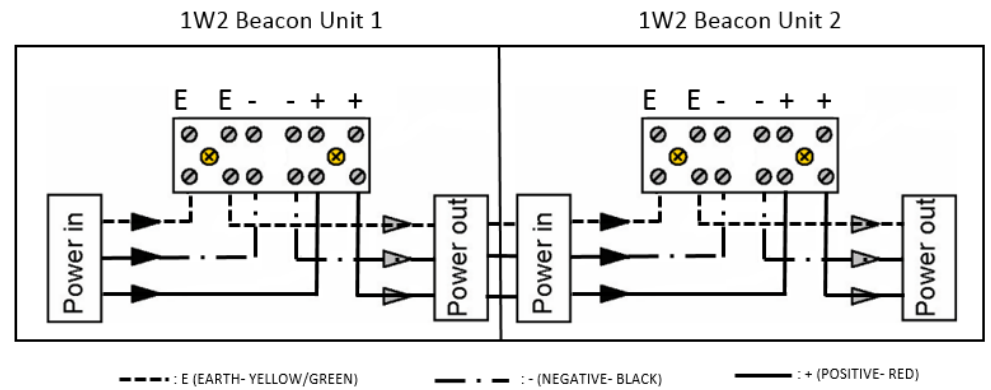 1W2 Beacon Unit 1
1W2 Beacon Unit 2
E E - - + +
E E - - + +
Power in
Power out
Power in
Power out
: E (EARTH- YELLOW/GREEN)
: - (NEGATIVE- BLACK)
: + (POSITIVE- RED)